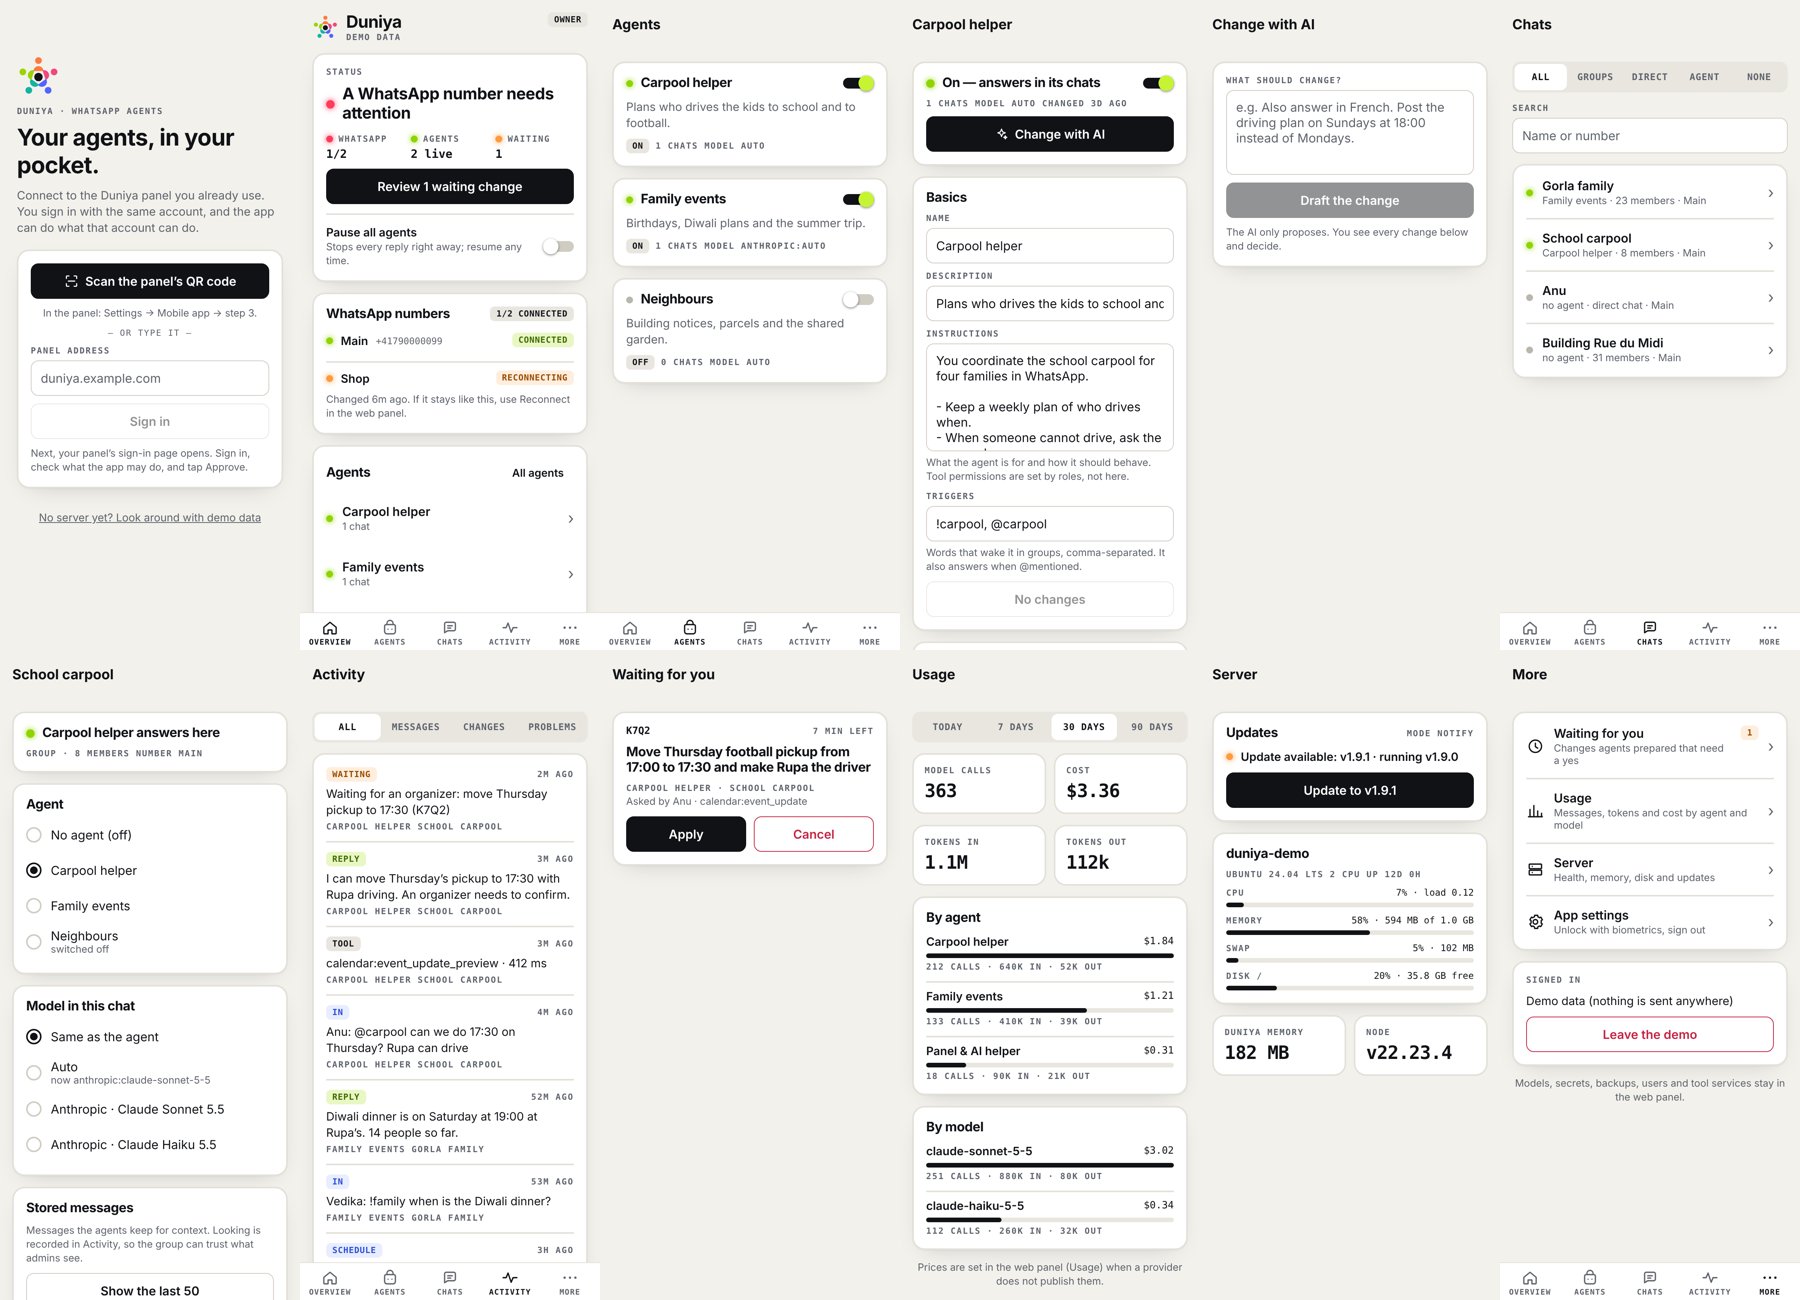 DUNIYA · WHATSAPP AGENTS
Your agents, in your
pocket.
Connect to the Duniya panel you already use.
You sign in with the same account, and the app
can do what that account can do.
Scan the panel's QR code
In the panel: Settings → Mobile app → step 3.
— OR TYPE IT —
PANEL ADDRESS
duniya.example.com
Sign in
Next, your panel's sign-in page opens. Sign in,
check what the app may do, and tap Approve.
No server yet? Look around with demo data
Duniya
DEMO DATA
OWNER
STATUS
A WhatsApp number needs
attention
WHATSAPP
AGENTS
WAITING
1/2
2 live
1
Review 1 waiting change
Pause all agents
Stops every reply right away; resume any
time.
WhatsApp numbers
1/2 CONNECTED
Main +41790000099
CONNECTED
Shop
RECONNECTING
Changed 6m ago. If it stays like this, use Reconnect
in the web panel.
Agents
All agents
Carpool helper
1 chat
Family events
1 chat
OVERVIEW
AGENTS
CHATS
ACTIVITY
MORE
Agents
Carpool helper
Plans who drives the kids to school and to
football.
ON 1 CHATS MODEL AUTO
Family events
Birthdays, Diwali plans and the summer trip.
ON 1 CHATS MODEL ANTHROPIC:AUTO
Neighbours
Building notices, parcels and the shared
garden.
OFF 0 CHATS MODEL AUTO
OVERVIEW
AGENTS
CHATS
ACTIVITY
MORE
Carpool helper
On — answers in its chats
1 CHATS MODEL AUTO CHANGED 3D AGO
Change with AI
Basics
NAME
Carpool helper
DESCRIPTION
Plans who drives the kids to school and
INSTRUCTIONS
You coordinate the school carpool for
four families in WhatsApp.
- Keep a weekly plan of who drives
when.
- When someone cannot drive, ask the
What the agent is for and how it should behave.
Tool permissions are set by roles, not here.
TRIGGERS
!carpool, @carpool
Words that wake it in groups, comma-separated. It
also answers when @mentioned.
No changes
Change with AI
WHAT SHOULD CHANGE?
e.g. Also answer in French. Post the
driving plan on Sundays at 18:00
instead of Mondays.
Draft the change
The AI only proposes. You see every change below
and decide.
Chats
ALL
GROUPS
DIRECT
AGENT
NONE
SEARCH
Name or number
Gorla family
Family events · 23 members · Main
School carpool
Carpool helper · 8 members · Main
Anu
no agent · direct chat · Main
Building Rue du Midi
no agent · 31 members · Main
OVERVIEW
AGENTS
CHATS
ACTIVITY
MORE
School carpool
Carpool helper answers here
GROUP · 8 MEMBERS NUMBER MAIN
Agent
No agent (off)
Carpool helper
Family events
Neighbours
switched off
Model in this chat
Same as the agent
Auto
now anthropic:claude-sonnet-5-5
Anthropic · Claude Sonnet 5.5
Anthropic · Claude Haiku 5.5
Stored messages
Messages the agents keep for context. Looking is
recorded in Activity, so the group can trust what
admins see.
Show the last 50
Activity
ALL
MESSAGES
CHANGES
PROBLEMS
WAITING
2M AGO
Waiting for an organizer: move Thursday
pickup to 17:30 (K7Q2)
CARPOOL HELPER SCHOOL CARPOOL
REPLY
3M AGO
I can move Thursday's pickup to 17:30 with
Rupa driving. An organizer needs to confirm.
CARPOOL HELPER SCHOOL CARPOOL
TOOL
3M AGO
calendar:event_update_preview · 412 ms
CARPOOL HELPER SCHOOL CARPOOL
IN
4M AGO
Anu: @carpool can we do 17:30 on
Thursday? Rupa can drive
CARPOOL HELPER SCHOOL CARPOOL
REPLY
52M AGO
Diwali dinner is on Saturday at 19:00 at
Rupa's. 14 people so far.
FAMILY EVENTS GORLA FAMILY
IN
53M AGO
Vedika: !family when is the Diwali dinner?
FAMILY EVENTS GORLA FAMILY
SCHEDULE
3H AGO
OVERVIEW
AGENTS
CHATS
ACTIVITY
MORE
Waiting for you
K7Q2
7 MIN LEFT
Move Thursday football pickup from
17:00 to 17:30 and make Rupa the driver
CARPOOL HELPER · SCHOOL CARPOOL
Asked by Anu · calendar:event_update
Apply
Cancel
Usage
TODAY
7 DAYS
30 DAYS
90 DAYS
MODEL CALLS
363
COST
$3.36
TOKENS IN
1.1M
TOKENS OUT
112k
By agent
Carpool helper
$1.84
212 CALLS · 640K IN · 52K OUT
Family events
$1.21
133 CALLS · 410K IN · 39K OUT
Panel & AI helper
$0.31
18 CALLS · 90K IN · 21K OUT
By model
claude-sonnet-5-5
$3.02
251 CALLS · 880K IN · 80K OUT
claude-haiku-5-5
$0.34
112 CALLS · 260K IN · 32K OUT
Prices are set in the web panel (Usage) when a provider
does not publish them.
Server
Updates
MODE NOTIFY
Update available: v1.9.1 · running v1.9.0
Update to v1.9.1
duniya-demo
UBUNTU 24.04 LTS 2 CPU UP 12D 0H
CPU
7% · load 0.12
MEMORY
58% · 594 MB of 1.0 GB
SWAP
5% · 102 MB
DISK /
20% · 35.8 GB free
DUNIYA MEMORY
182 MB
NODE
v22.23.4
More
Waiting for you
1
Changes agents prepared that need
a yes
Usage
Messages, tokens and cost by agent and
model
Server
Health, memory, disk and updates
App settings
Unlock with biometrics, sign out
SIGNED IN
Demo data (nothing is sent anywhere)
Leave the demo
Models, secrets, backups, users and tool services stay in
the web panel.
OVERVIEW
AGENTS
CHATS
ACTIVITY
MORE